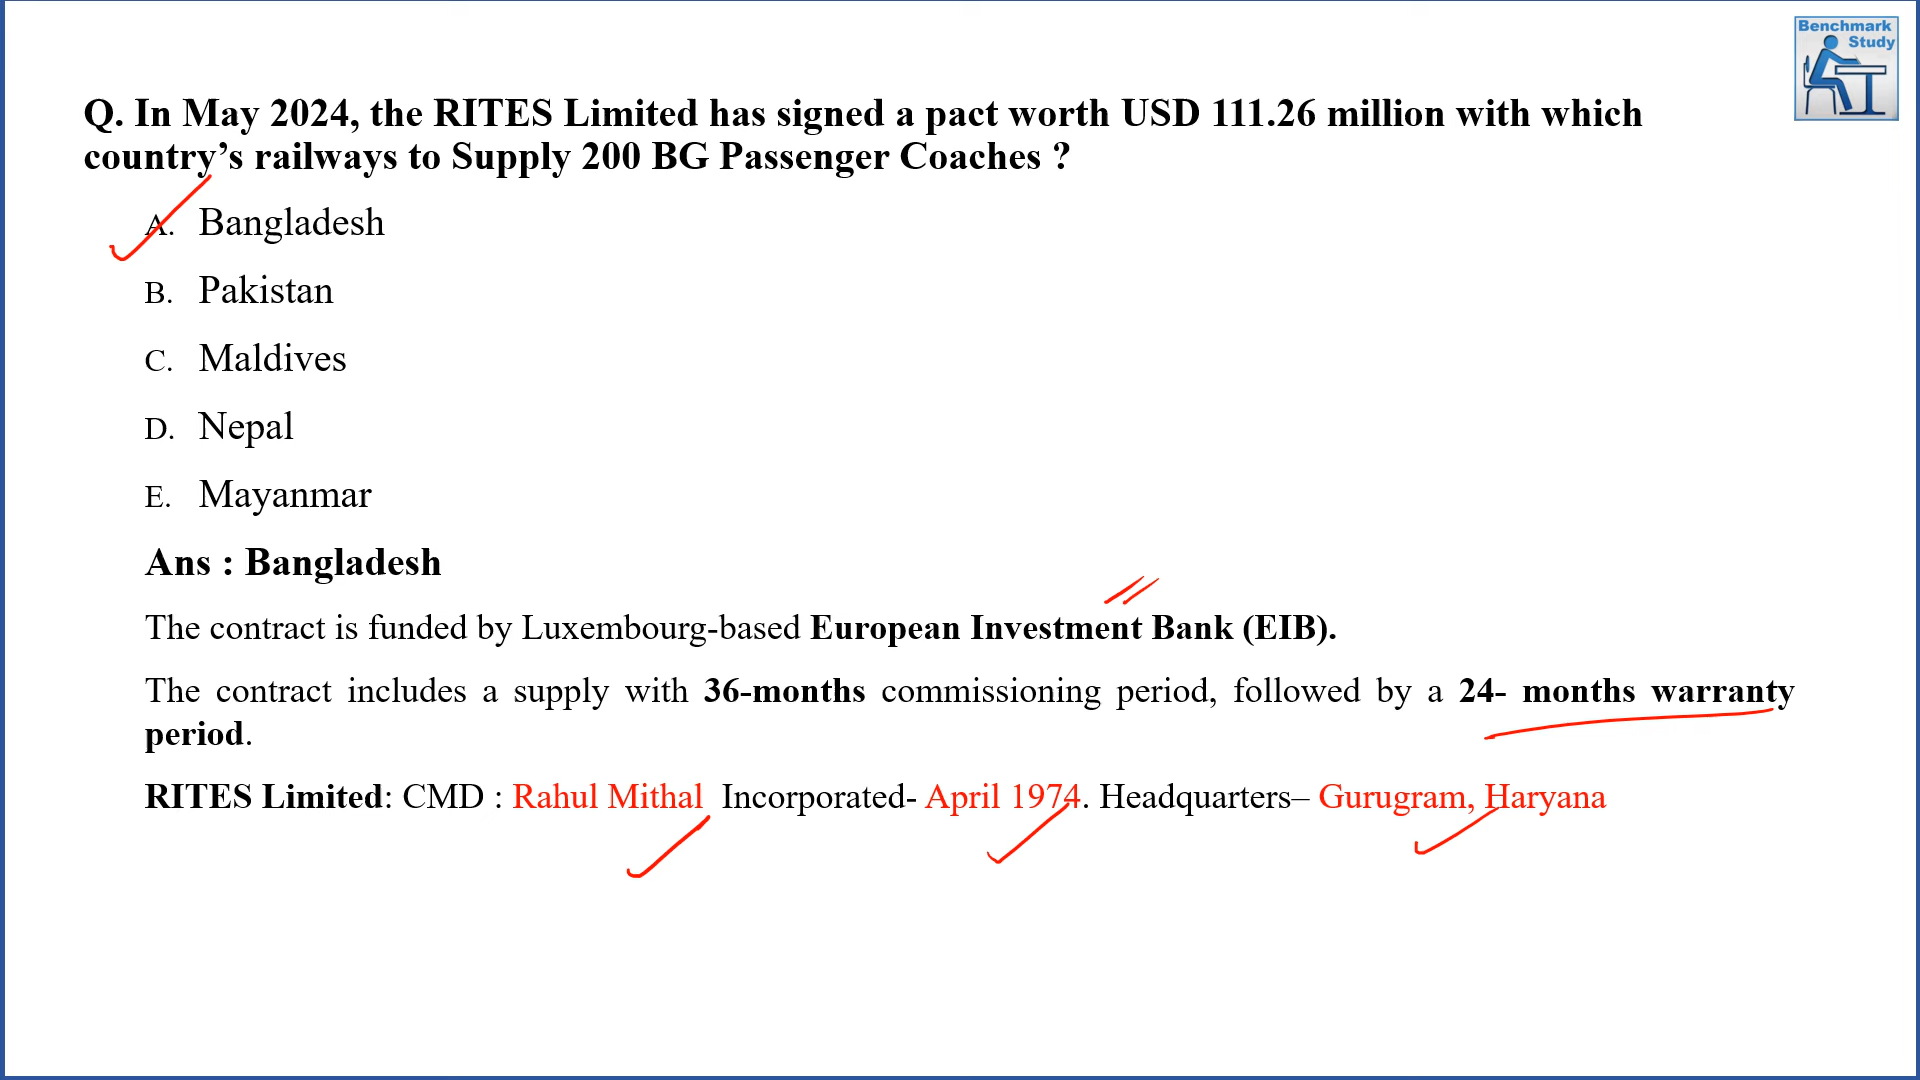 Benchmark
Study
Q. In May 2024, the RITES Limited has signed a pact worth USD 111.26 million with which
country’s railways to Supply 200 BG Passenger Coaches ?
A. Bangladesh
B. Pakistan
C. Maldives
D. Nepal
E. Mayanmar
Ans : Bangladesh
The contract is funded by Luxembourg-based European Investment Bank (EIB).
The contract includes a supply with 36-months commissioning period, followed by a 24- months warranty
period.
RITES Limited: CMD : Rahul Mithal Incorporated- April 1974. Headquarters– Gurugram, Haryana